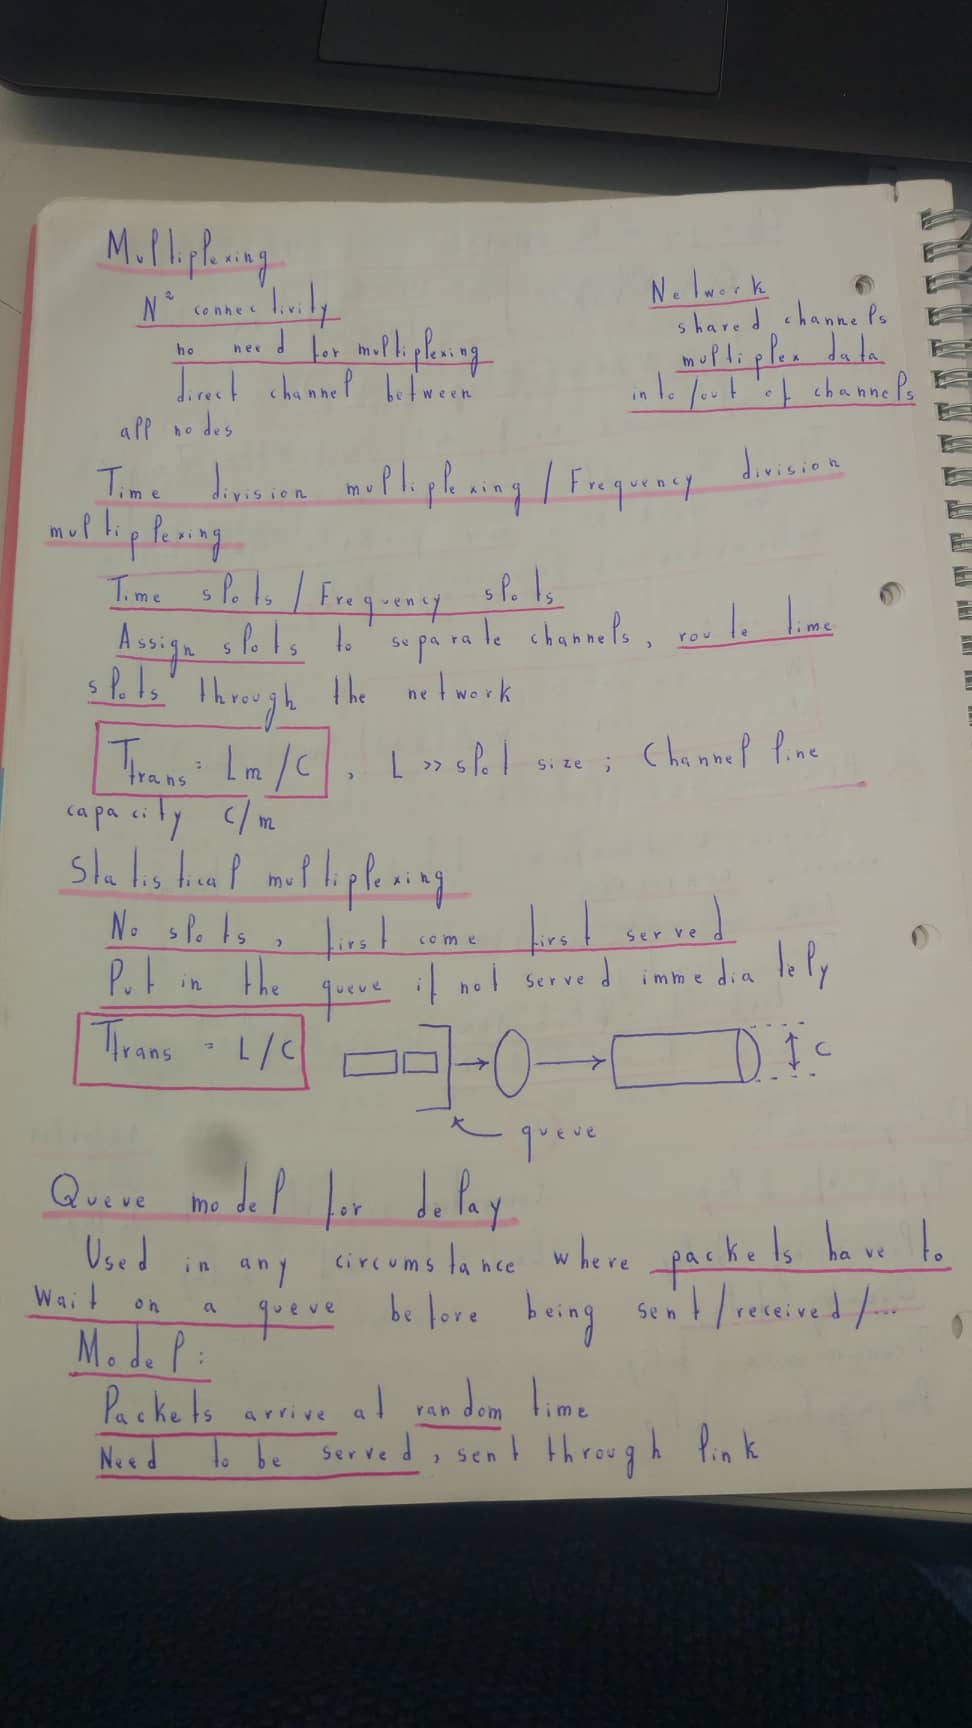 Multiplexing
N² connectivity
no need for multiplexing
direct channel between
all nodes
Network
shared channels
multiplex data
into/out of channels
Time division multiplexing / Frequency division
multiplexing
Time slots / Frequency slots
Assign slots to separate channels, route time
slots through the network
Ttrans = Lm/C , L >> slot size ; Channel line
capacity C/m
Statistical multiplexing
No slots, first come first served
Put in the queue if not served immediately
Ttrans = L/C
C
queue
Queue model for delay
Used in any circumstance where packets have to
wait on a queue before being sent/received/...
Model:
Packets arrive at random time
Need to be served, sent through link